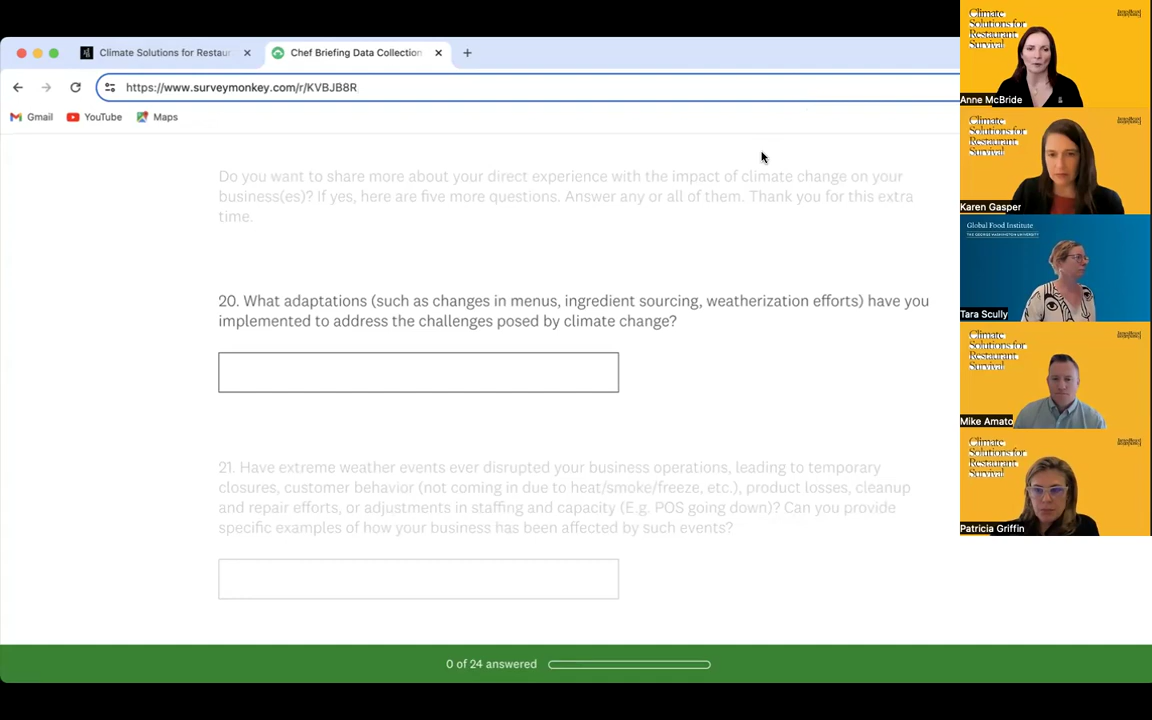 Climate Solutions for Restaur
Chef Briefing Data Collection
https://www.surveymonkey.com/r/KVBJB8R
Gmail
YouTube
Maps
Do you want to share more about your direct experience with the impact of climate change on your
business(es)? If yes, here are five more questions. Answer any or all of them. Thank you for this extra
time.
20. What adaptations (such as changes in menus, ingredient sourcing, weatherization efforts) have you
implemented to address the challenges posed by climate change?
21. Have extreme weather events ever disrupted your business operations, leading to temporary
closures, customer behavior (not coming in due to heat/smoke/freeze, etc.), product losses, cleanup
and repair efforts, or adjustments in staffing and capacity (E.g. POS going down)? Can you provide
specific examples of how your business has been affected by such events?
0 of 24 answered
Climate
Solutions for
Restaurant
Survival
Anne McBride
Climate
Solutions for
Restaurant
Survival
Karen Gasper
Global Food Institute
THE GEORGE WASHINGTON UNIVERSITY
Tara Scully
Climate
Solutions for
Restaurant
Survival
Mike Amato
Climate
Solutions for
Restaurant
Survival
Patricia Griffin